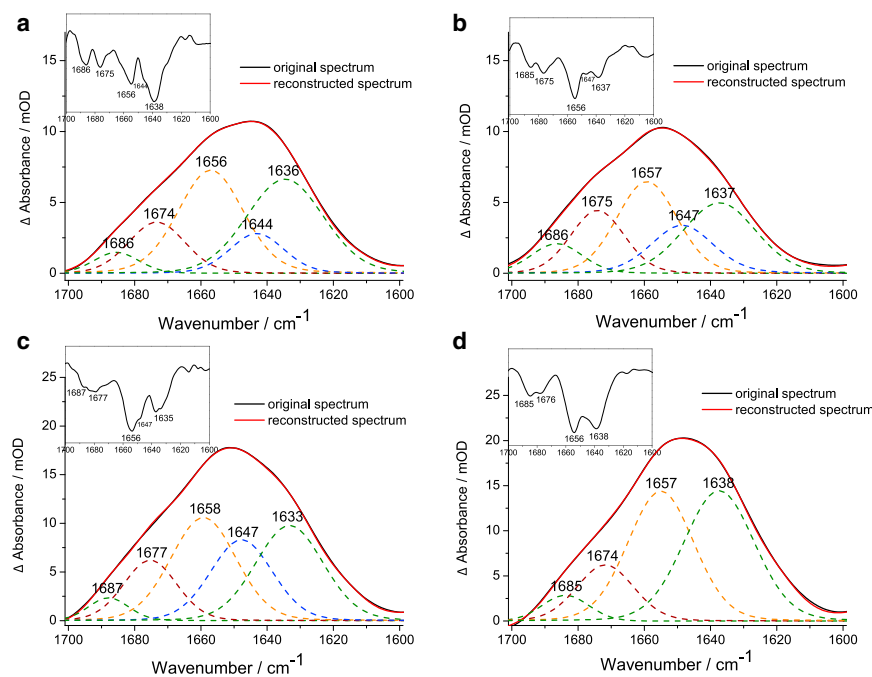 a
1686
1675
1656
1644
1638
1700 1680 1660 1640 1620 1600
original spectrum
reconstructed spectrum
15
10
5
0
Δ Absorbance / mOD
1656
1636
1674
1644
1686
1700 1680 1660 1640 1620 1600
Wavenumber / cm⁻¹
b
1685
1675
1656
1647
1637
1700 1680 1660 1640 1620 1600
original spectrum
reconstructed spectrum
15
10
5
0
Δ Absorbance / mOD
1657
1675
1637
1647
1686
1700 1680 1660 1640 1620 1600
Wavenumber / cm⁻¹
c
1687
1677
1656
1647
1635
1700 1680 1660 1640 1620 1600
original spectrum
reconstructed spectrum
25
20
15
10
5
0
Δ Absorbance / mOD
1658
1633
1647
1677
1687
1700 1680 1660 1640 1620 1600
Wavenumber / cm⁻¹
d
1685
1676
1656
1638
1700 1680 1660 1640 1620 1600
original spectrum
reconstructed spectrum
25
20
15
10
5
0
Δ Absorbance / mOD
1657
1638
1674
1685
1700 1680 1660 1640 1620 1600
Wavenumber / cm⁻¹